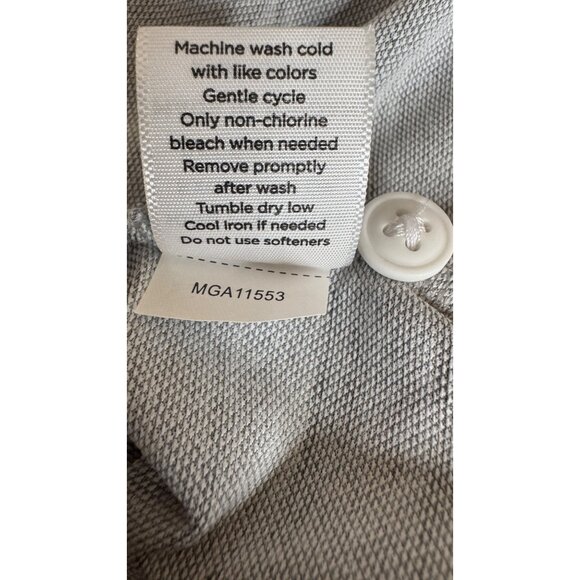 Machine wash cold
with like colors
Gentle cycle
Only non-chlorine
bleach when needed
Remove promptly
after wash
Tumble dry low
Cool iron if needed
Do not use softeners
MGA11553